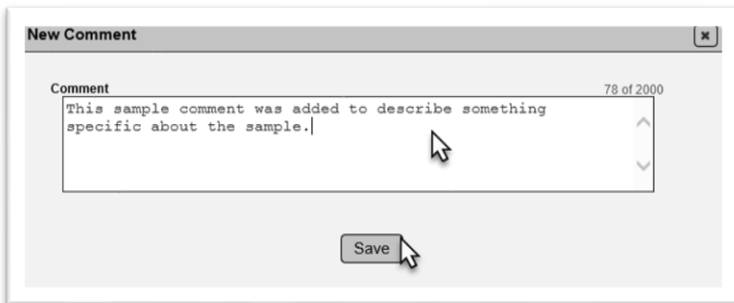 New Comment
Comment 78 of 2000
This sample comment was added to describe something
specific about the sample.
Save